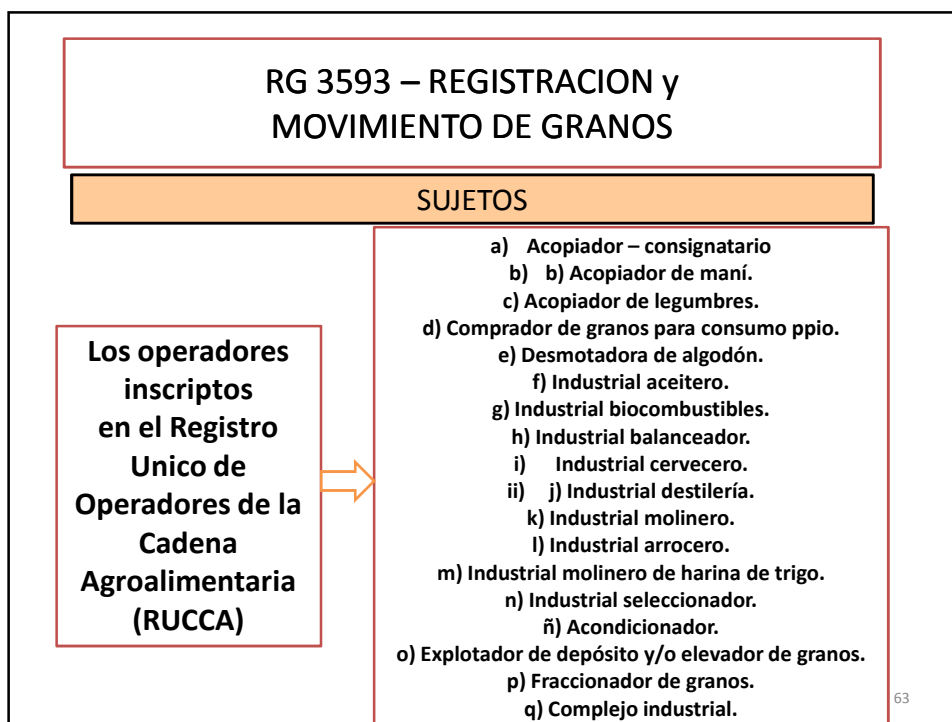 RG 3593 – REGISTRACION y
MOVIMIENTO DE GRANOS
SUJETOS
Los operadores
inscriptos
en el Registro
Unico de
Operadores de la
Cadena
Agroalimentaria
(RUCCA)
a) Acopiador – consignatario
b) b) Acopiador de maní.
c) Acopiador de legumbres.
d) Comprador de granos para consumo ppio.
e) Desmotadora de algodón.
f) Industrial aceitero.
g) Industrial biocombustibles.
h) Industrial balanceador.
i) Industrial cervecero.
ii) j) Industrial destilería.
k) Industrial molinero.
l) Industrial arrocero.
m) Industrial molinero de harina de trigo.
n) Industrial seleccionador.
ñ) Acondicionador.
o) Explotador de depósito y/o elevador de granos.
p) Fraccionador de granos.
q) Complejo industrial.
63